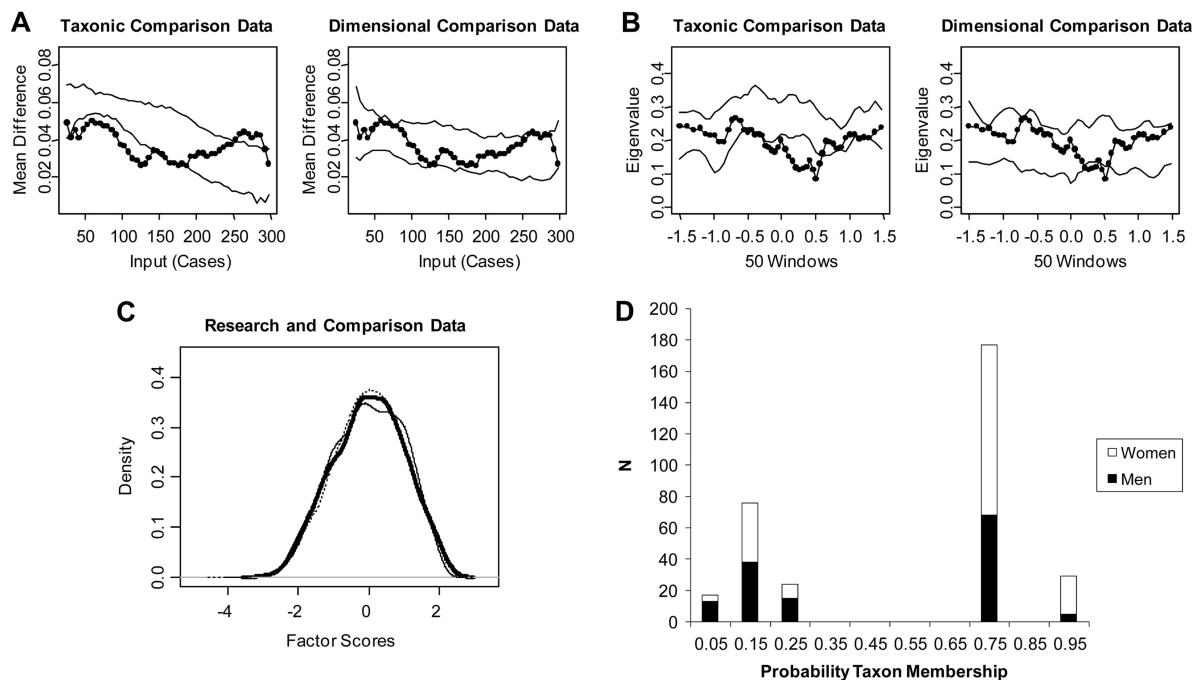 A
Taxonic Comparison Data
Mean Difference
0.02 0.04 0.06 0.08
50 100 150 200 250 300
Input (Cases)
Dimensional Comparison Data
Mean Difference
0.02 0.04 0.06 0.08
50 100 150 200 250 300
Input (Cases)
B
Taxonic Comparison Data
Eigenvalue
0.0 0.1 0.2 0.3 0.4
-1.5 -1.0 -0.5 0.0 0.5 1.0 1.5
50 Windows
Dimensional Comparison Data
Eigenvalue
0.0 0.1 0.2 0.3 0.4
-1.5 -1.0 -0.5 0.0 0.5 1.0 1.5
50 Windows
C
Research and Comparison Data
Density
0.0 0.1 0.2 0.3 0.4
-4 -2 0 2
Factor Scores
D
N
200
180
160
140
120
100
80
60
40
20
0
0.05 0.15 0.25 0.35 0.45 0.55 0.65 0.75 0.85 0.95
Probability Taxon Membership
Women
Men